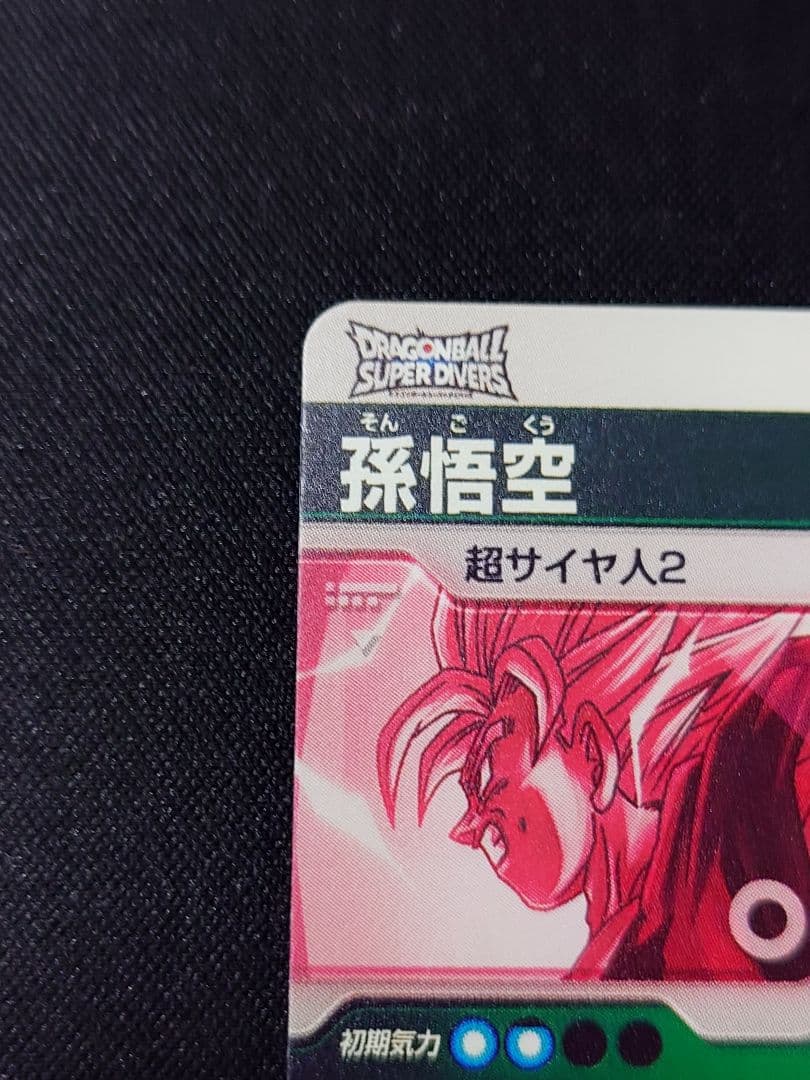 DRAGONBALL
SUPER DIVERS
そん ご くう
孫悟空
超サイヤ人2
初期気力